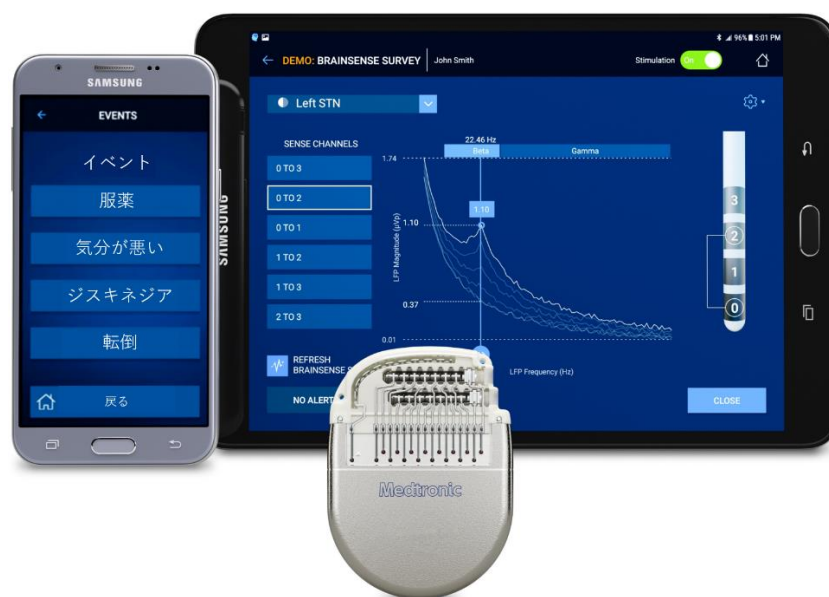 SAMSUNG
EVENTS
イベント
服薬
気分が悪い
ジスキネジア
転倒
戻る
SAMSUNG
96% 5:01 PM
DEMO: BRAINSENSE SURVEY
John Smith
Stimulation
On
Left STN
SENSE CHANNELS
0 TO 3
0 TO 2
0 TO 1
1 TO 2
1 TO 3
2 TO 3
REFRESH
BRAINSENSE S
NO ALERT
22.46 Hz
Beta
Gamma
1.74
1.10
1.10
0.37
0.01
LFP Magnitude (μVp)
LFP Frequency (Hz)
3
2
1
0
CLOSE
Medtronic